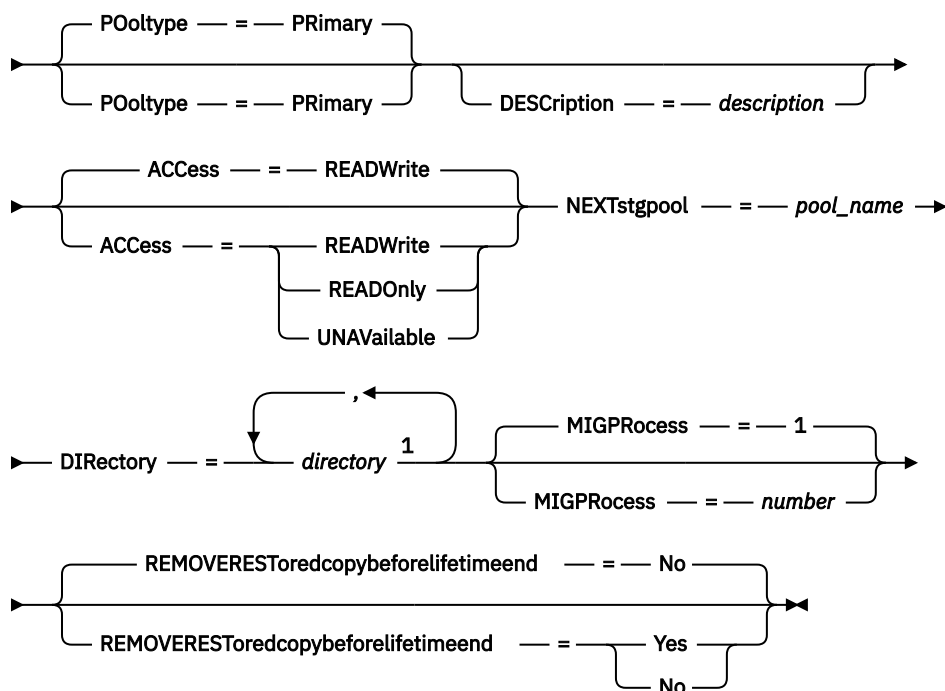 POoltype = PRimary
POoltype = PRimary
DESCription = description
ACCess = READWrite
NEXTstgpool = pool_name
ACCess = READWrite
READOnly
UNAVailable
,
MIGPRocess = 1
DIRectory = directory 1
MIGPRocess = number
REMOVERESToredcopybeforelifetimeend = No
REMOVERESToredcopybeforelifetimeend = Yes
No